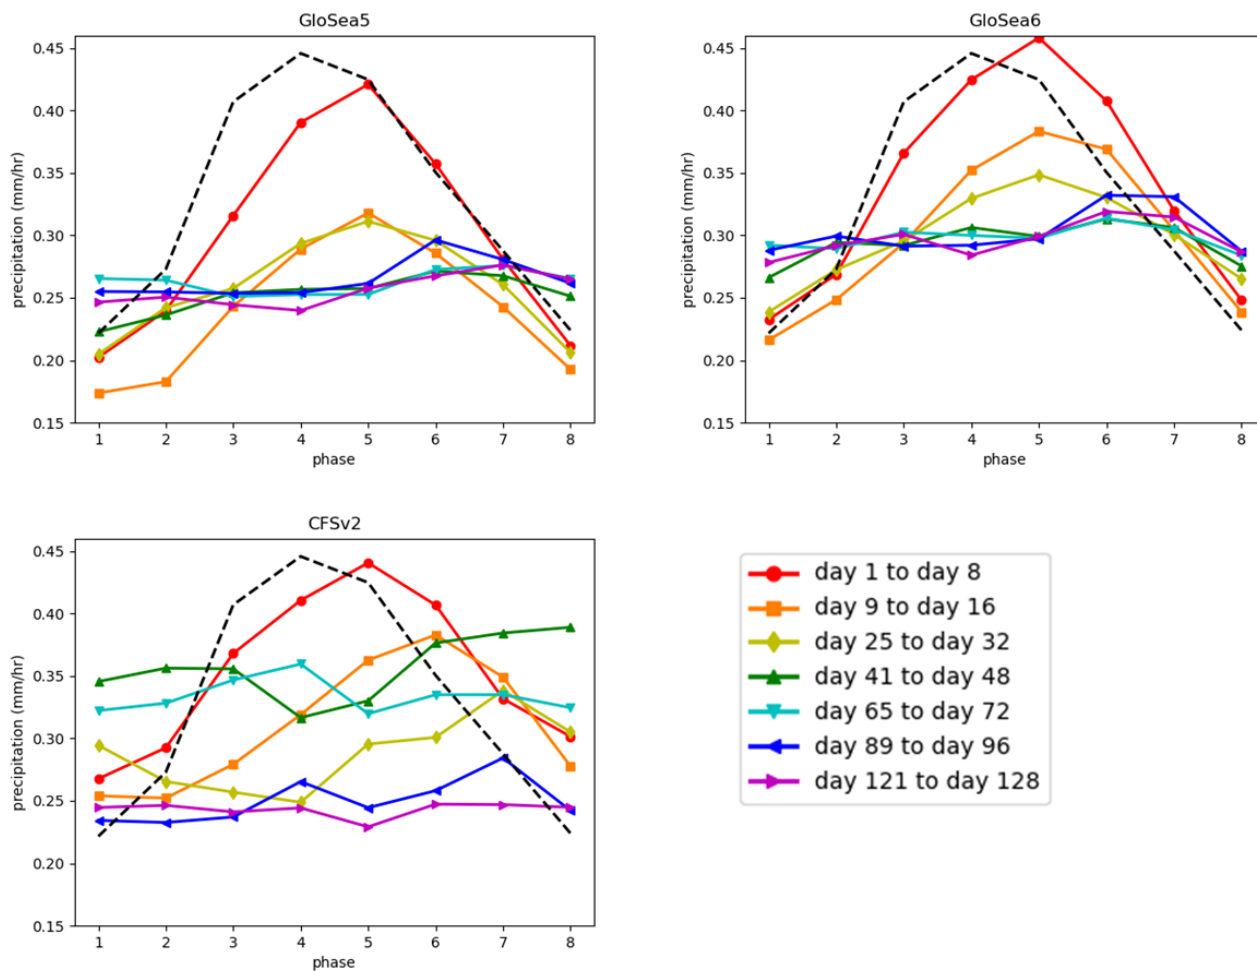 GloSea5
0.45
0.40
0.35
0.30
0.25
0.20
0.15
precipitation (mm/hr)
1 2 3 4 5 6 7 8
phase
GloSea6
0.45
0.40
0.35
0.30
0.25
0.20
0.15
precipitation (mm/hr)
1 2 3 4 5 6 7 8
phase
CFSv2
0.45
0.40
0.35
0.30
0.25
0.20
0.15
precipitation (mm/hr)
1 2 3 4 5 6 7 8
phase
day 1 to day 8
day 9 to day 16
day 25 to day 32
day 41 to day 48
day 65 to day 72
day 89 to day 96
day 121 to day 128